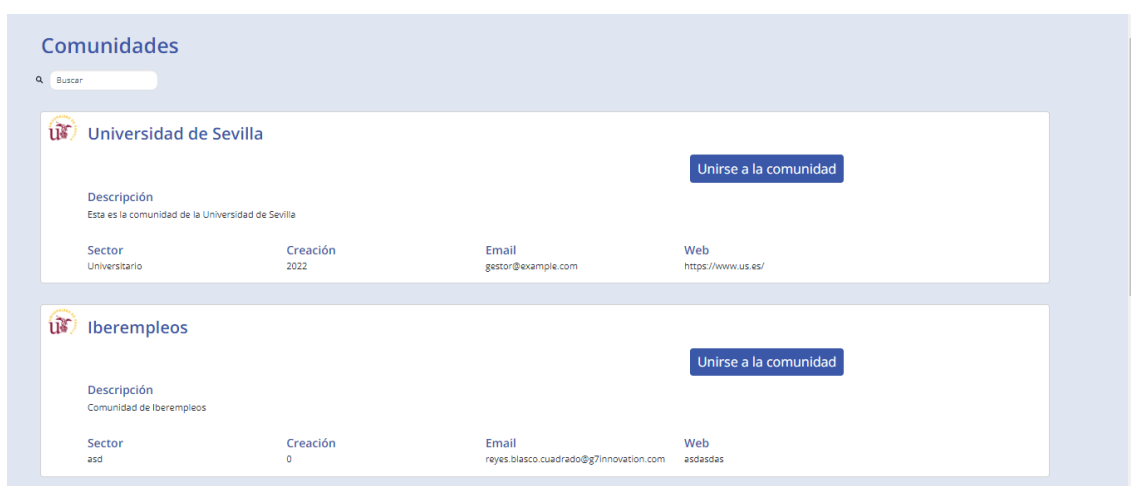 Comunidades
Buscar
Universidad de Sevilla
Unirse a la comunidad
Descripción
Esta es la comunidad de la Universidad de Sevilla
Sector Creación Email Web
Universitario 2022 gestor@example.com https://www.us.es/
Iberempleos
Unirse a la comunidad
Descripción
Comunidad de Iberempleos
Sector Creación Email Web
asd 0 reyes.blasco.cuadrado@g7innovation.com asdasdas